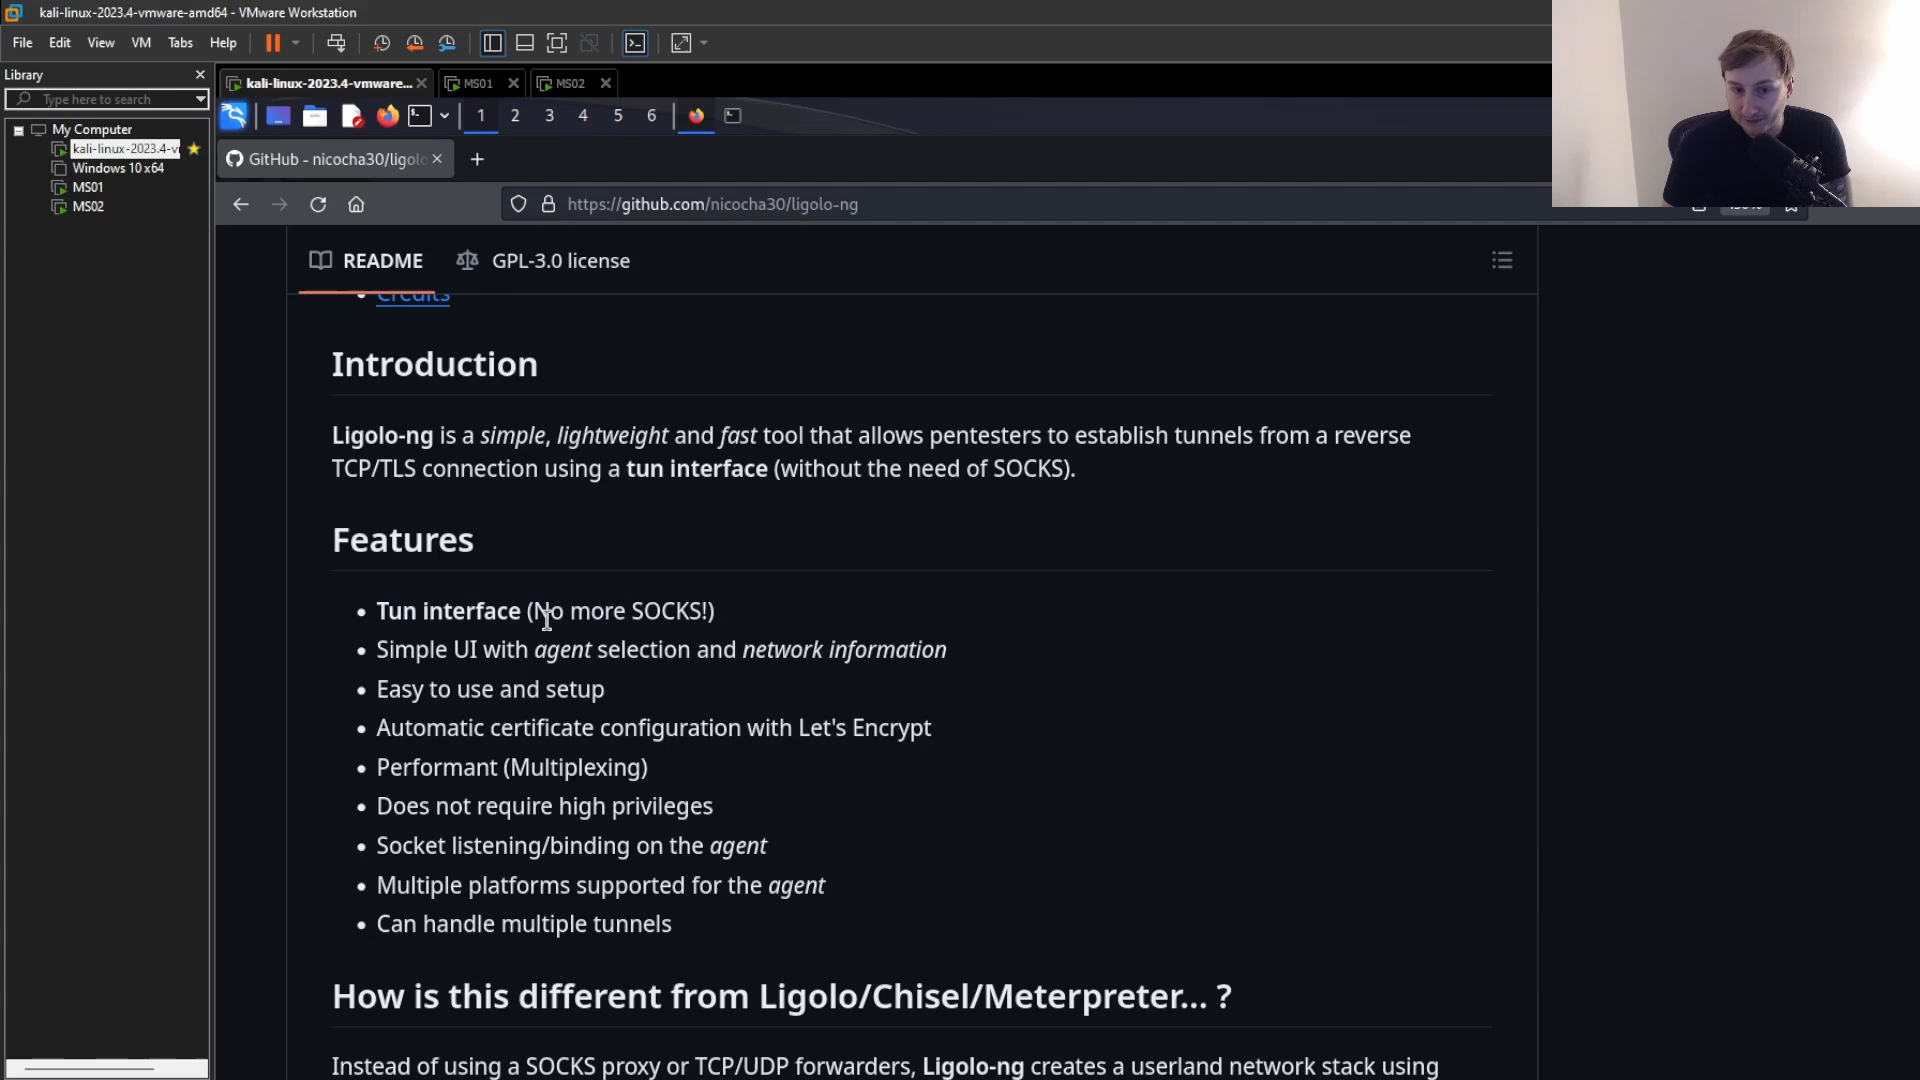 kali-linux-2023.4-vmware-amd64 - VMware Workstation
File Edit View VM Tabs Help
Library
Type here to search
My Computer
kali-linux-2023.4-v
Windows 10 x64
MS01
MS02
kali-linux-2023.4-vmware... MS01 MS02
1 2 3 4 5 6
GitHub - nicocha30/ligolo
https://github.com/nicocha30/ligolo-ng
README GPL-3.0 license
Credits
Introduction
Ligolo-ng is a simple, lightweight and fast tool that allows pentesters to establish tunnels from a reverse
TCP/TLS connection using a tun interface (without the need of SOCKS).
Features
• Tun interface (No more SOCKS!)
• Simple UI with agent selection and network information
• Easy to use and setup
• Automatic certificate configuration with Let's Encrypt
• Performant (Multiplexing)
• Does not require high privileges
• Socket listening/binding on the agent
• Multiple platforms supported for the agent
• Can handle multiple tunnels
How is this different from Ligolo/Chisel/Meterpreter... ?
Instead of using a SOCKS proxy or TCP/UDP forwarders, Ligolo-ng creates a userland network stack using